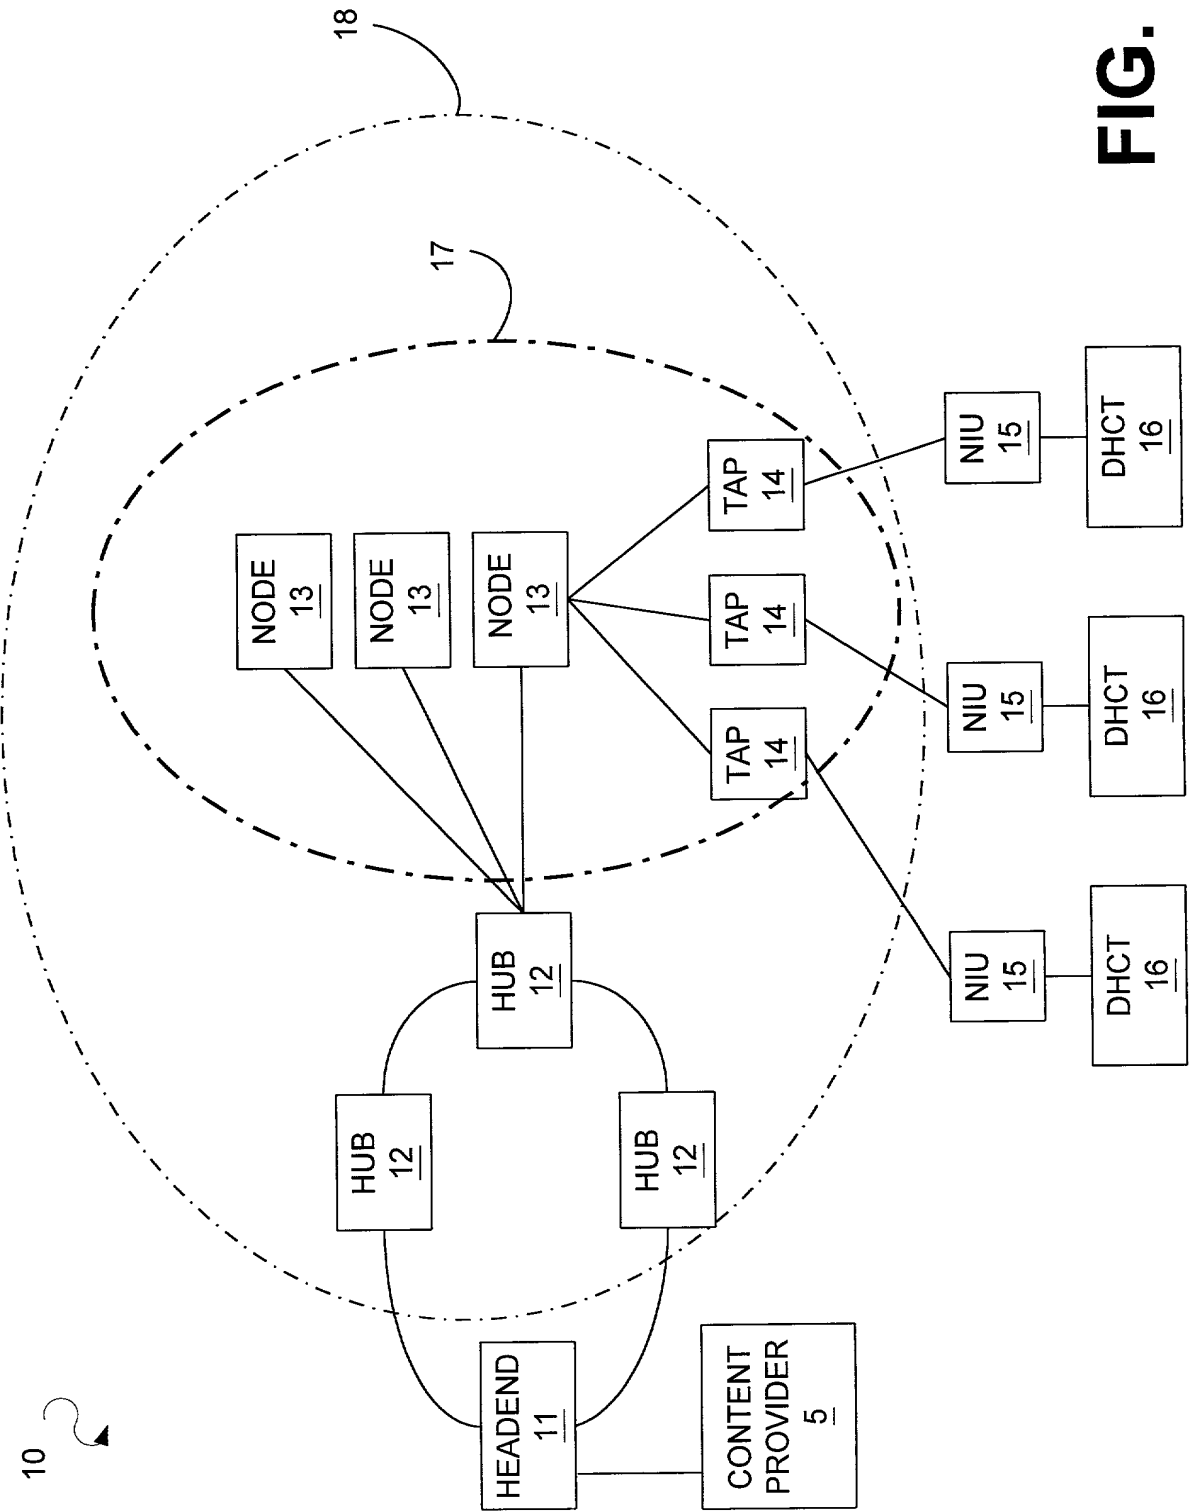 10
18
17
NODE
13
NODE
13
NODE
13
HUB
12
HUB
12
HUB
12
HEADEND
11
CONTENT
PROVIDER
5
TAP
14
TAP
14
TAP
14
NIU
15
NIU
15
NIU
15
DHCT
16
DHCT
16
DHCT
16
FIG.